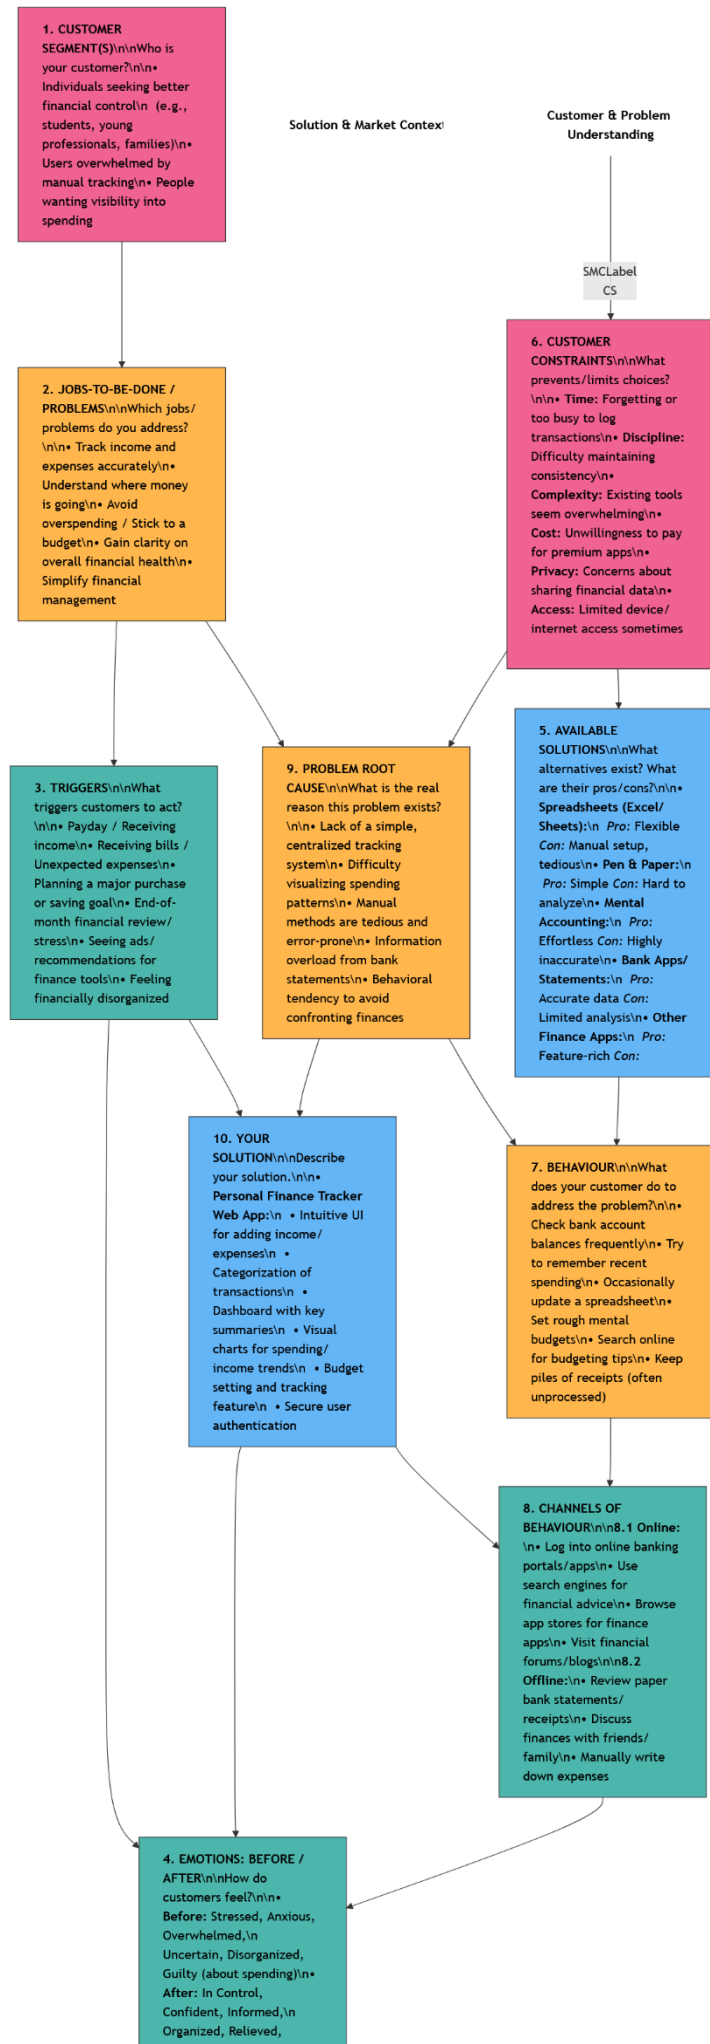 1. CUSTOMER
SEGMENT(S)\n\nWho is
your customer?\n\n•
Individuals seeking better
financial control\n (e.g.,
students, young
professionals, families)\n•
Users overwhelmed by
manual tracking\n• People
wanting visibility into
spending
Solution & Market Context
Customer & Problem
Understanding
SMCLabel
CS
6. CUSTOMER
CONSTRAINTS\n\nWhat
prevents/limits choices?
\n\n• Time: Forgetting or
too busy to log
transactions\n• Discipline:
Difficulty maintaining
consistency\n•
Complexity: Existing tools
seem overwhelming\n•
Cost: Unwillingness to pay
for premium apps\n•
Privacy: Concerns about
sharing financial data\n•
Access: Limited device/
internet access sometimes
2. JOBS-TO-BE-DONE /
PROBLEMS\n\nWhich jobs/
problems do you address?
\n\n• Track income and
expenses accurately\n•
Understand where money
is going\n• Avoid
overspending / Stick to a
budget\n• Gain clarity on
overall financial health\n•
Simplify financial
management
5. AVAILABLE
SOLUTIONS\n\nWhat
alternatives exist? What
are their pros/cons?\n\n•
Spreadsheets (Excel/
Sheets):\n Pro: Flexible
Con: Manual setup,
tedious\n• Pen & Paper:\n
Pro: Simple Con: Hard to
analyze\n• Mental
Accounting:\n Pro:
Effortless Con: Highly
inaccurate\n• Bank Apps/
Statements:\n Pro:
Accurate data Con:
Limited analysis\n• Other
Finance Apps:\n Pro:
Feature-rich Con:
9. PROBLEM ROOT
CAUSE\n\nWhat is the real
reason this problem exists?
\n\n• Lack of a simple,
centralized tracking
system\n• Difficulty
visualizing spending
patterns\n• Manual
methods are tedious and
error-prone\n• Information
overload from bank
statements\n• Behavioral
tendency to avoid
confronting finances
3. TRIGGERS\n\nWhat
triggers customers to act?
\n\n• Payday / Receiving
income\n• Receiving bills /
Unexpected expenses\n•
Planning a major purchase
or saving goal\n• End-of-
month financial review/
stress\n• Seeing ads/
recommendations for
finance tools\n• Feeling
financially disorganized
10. YOUR
SOLUTION\n\nDescribe
your solution.\n\n•
Personal Finance Tracker
Web App:\n • Intuitive UI
for adding income/
expenses\n •
Categorization of
transactions\n •
Dashboard with key
summaries\n • Visual
charts for spending/
income trends\n • Budget
setting and tracking
feature\n • Secure user
authentication
7. BEHAVIOUR\n\nWhat
does your customer do to
address the problem?\n\n•
Check bank account
balances frequently\n• Try
to remember recent
spending\n• Occasionally
update a spreadsheet\n•
Set rough mental
budgets\n• Search online
for budgeting tips\n• Keep
piles of receipts (often
unprocessed)
8. CHANNELS OF
BEHAVIOUR\n\n8.1 Online:
\n• Log into online banking
portals/apps\n• Use
search engines for
financial advice\n• Browse
app stores for finance
apps\n• Visit financial
forums/blogs\n\n8.2
Offline:\n• Review paper
bank statements/
receipts\n• Discuss
finances with friends/
family\n• Manually write
down expenses
4. EMOTIONS: BEFORE /
AFTER\n\nHow do
customers feel?\n\n•
Before: Stressed, Anxious,
Overwhelmed,\n
Uncertain, Disorganized,
Guilty (about spending)\n•
After: In Control,
Confident, Informed,\n
Organized, Relieved,